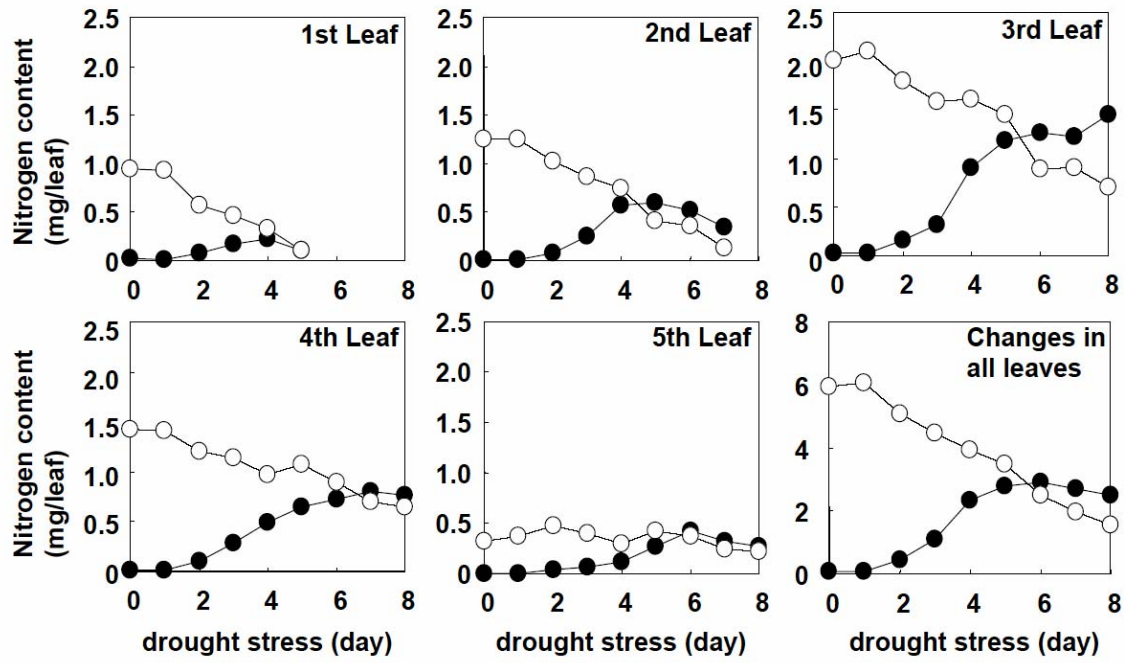 1st Leaf
2nd Leaf
3rd Leaf
Nitrogen content
(mg/leaf)
2.5
2.0
1.5
1.0
0.5
0
0 2 4 6 8
2.5
2.0
1.5
1.0
0.5
0
0 2 4 6 8
2.5
2.0
1.5
1.0
0.5
0
0 2 4 6 8
4th Leaf
5th Leaf
Changes in
all leaves
Nitrogen content
(mg/leaf)
2.5
2.0
1.5
1.0
0.5
0
0 2 4 6 8
drought stress (day)
2.5
2.0
1.5
1.0
0.5
0
0 2 4 6 8
drought stress (day)
8
6
4
2
0
0 2 4 6 8
drought stress (day)